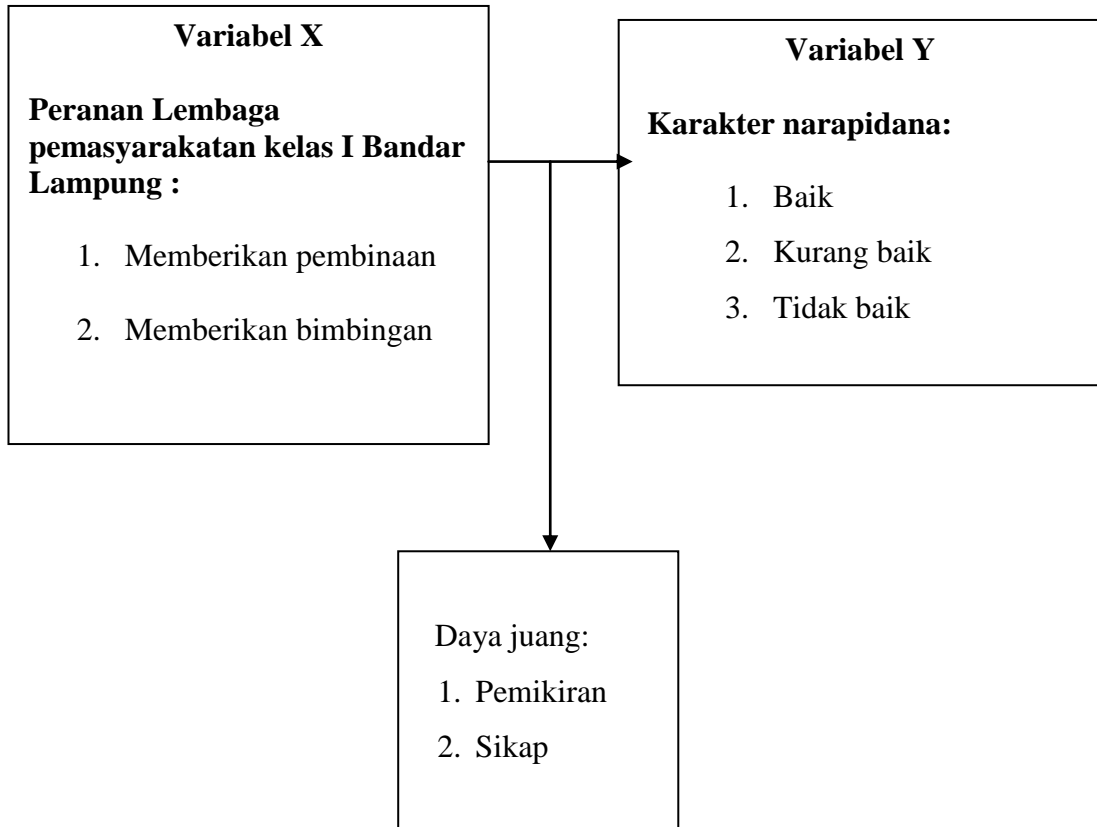 Variabel X
Peranan Lembaga
pemasyarakatan kelas I Bandar
Lampung :
1. Memberikan pembinaan
2. Memberikan bimbingan
Variabel Y
Karakter narapidana:
1. Baik
2. Kurang baik
3. Tidak baik
Daya juang:
1. Pemikiran
2. Sikap